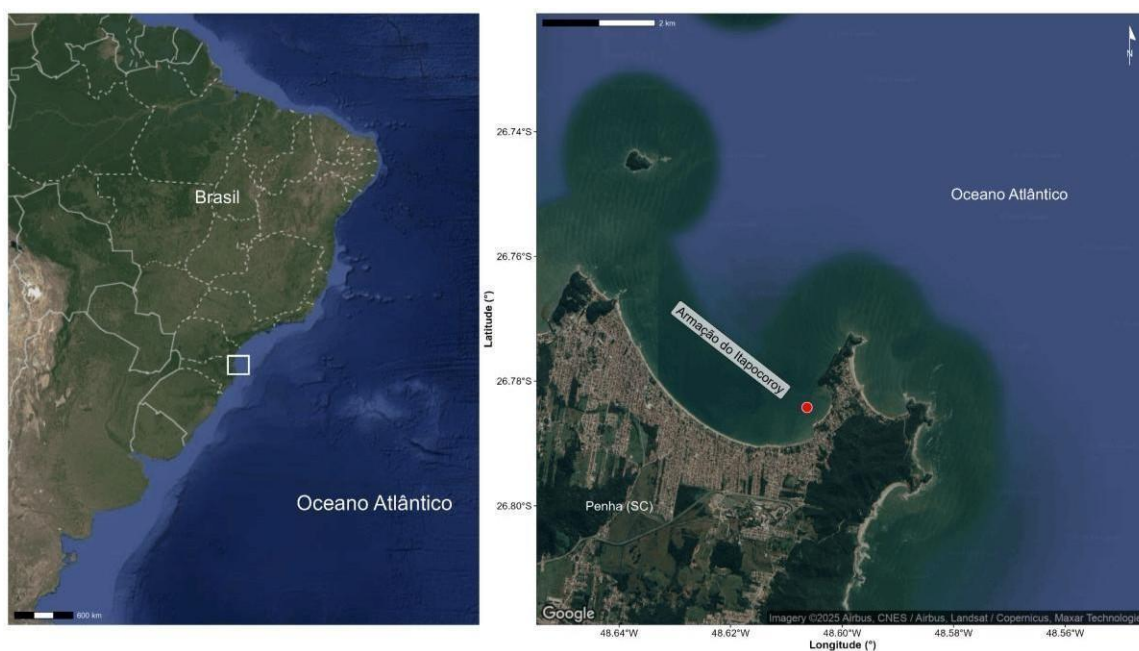 Brasil
Oceano Atlântico
600 km
2 km
N
Latitude (°)
26.74°S
26.76°S
26.78°S
26.80°S
Oceano Atlântico
Armação do Itapocoroy
Penha (SC)
Google
Imagery ©2025 Airbus, CNES / Airbus, Landsat / Copernicus, Maxar Technologie
48.64°W
48.62°W
48.60°W
48.58°W
48.56°W
Longitude (°)